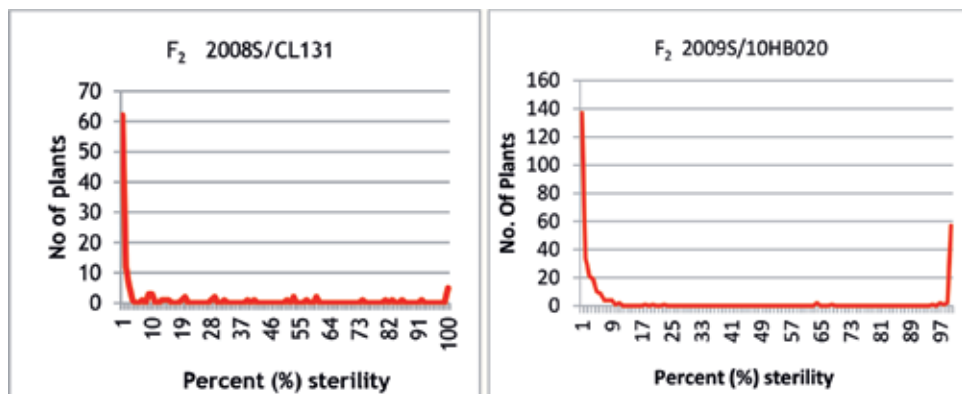 F2 2008S/CL131
No of plants
70
60
50
40
30
20
10
0
1 10 19 28 37 46 55 64 73 82 91 100
Percent (%) sterility
F2 2009S/10HB020
No. Of Plants
160
140
120
100
80
60
40
20
0
1 9 17 25 33 41 49 57 65 73 81 89 97
Percent (%) sterility